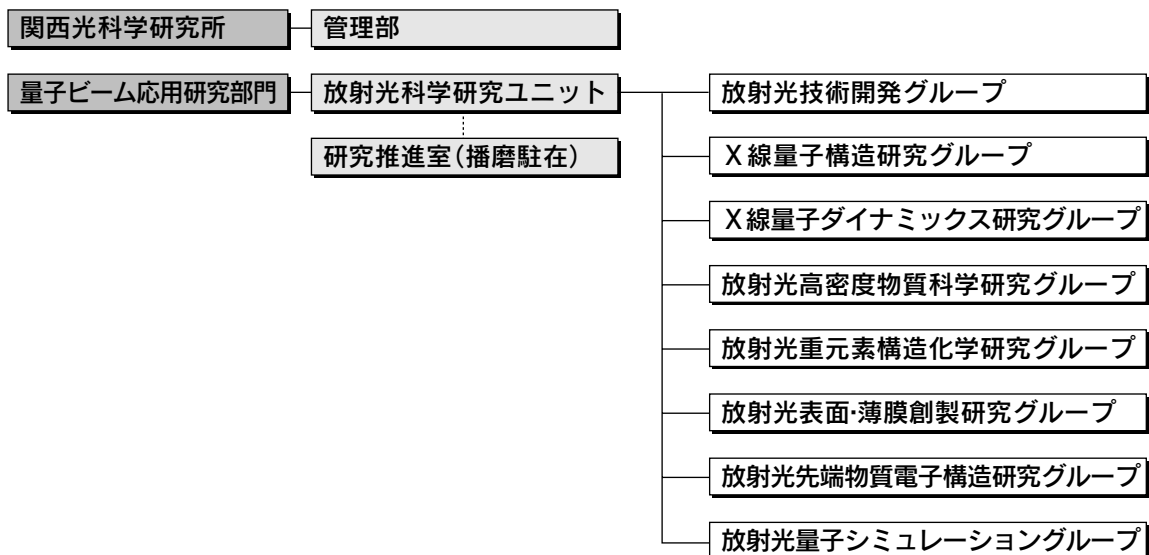 関西光科学研究所
管理部
量子ビーム応用研究部門
放射光科学研究ユニット
研究推進室(播磨駐在)
放射光技術開発グループ
X線量子構造研究グループ
X線量子ダイナミックス研究グループ
放射光高密度物質科学研究グループ
放射光重元素構造化学研究グループ
放射光表面・薄膜創製研究グループ
放射光先端物質電子構造研究グループ
放射光量子シミュレーショングループ